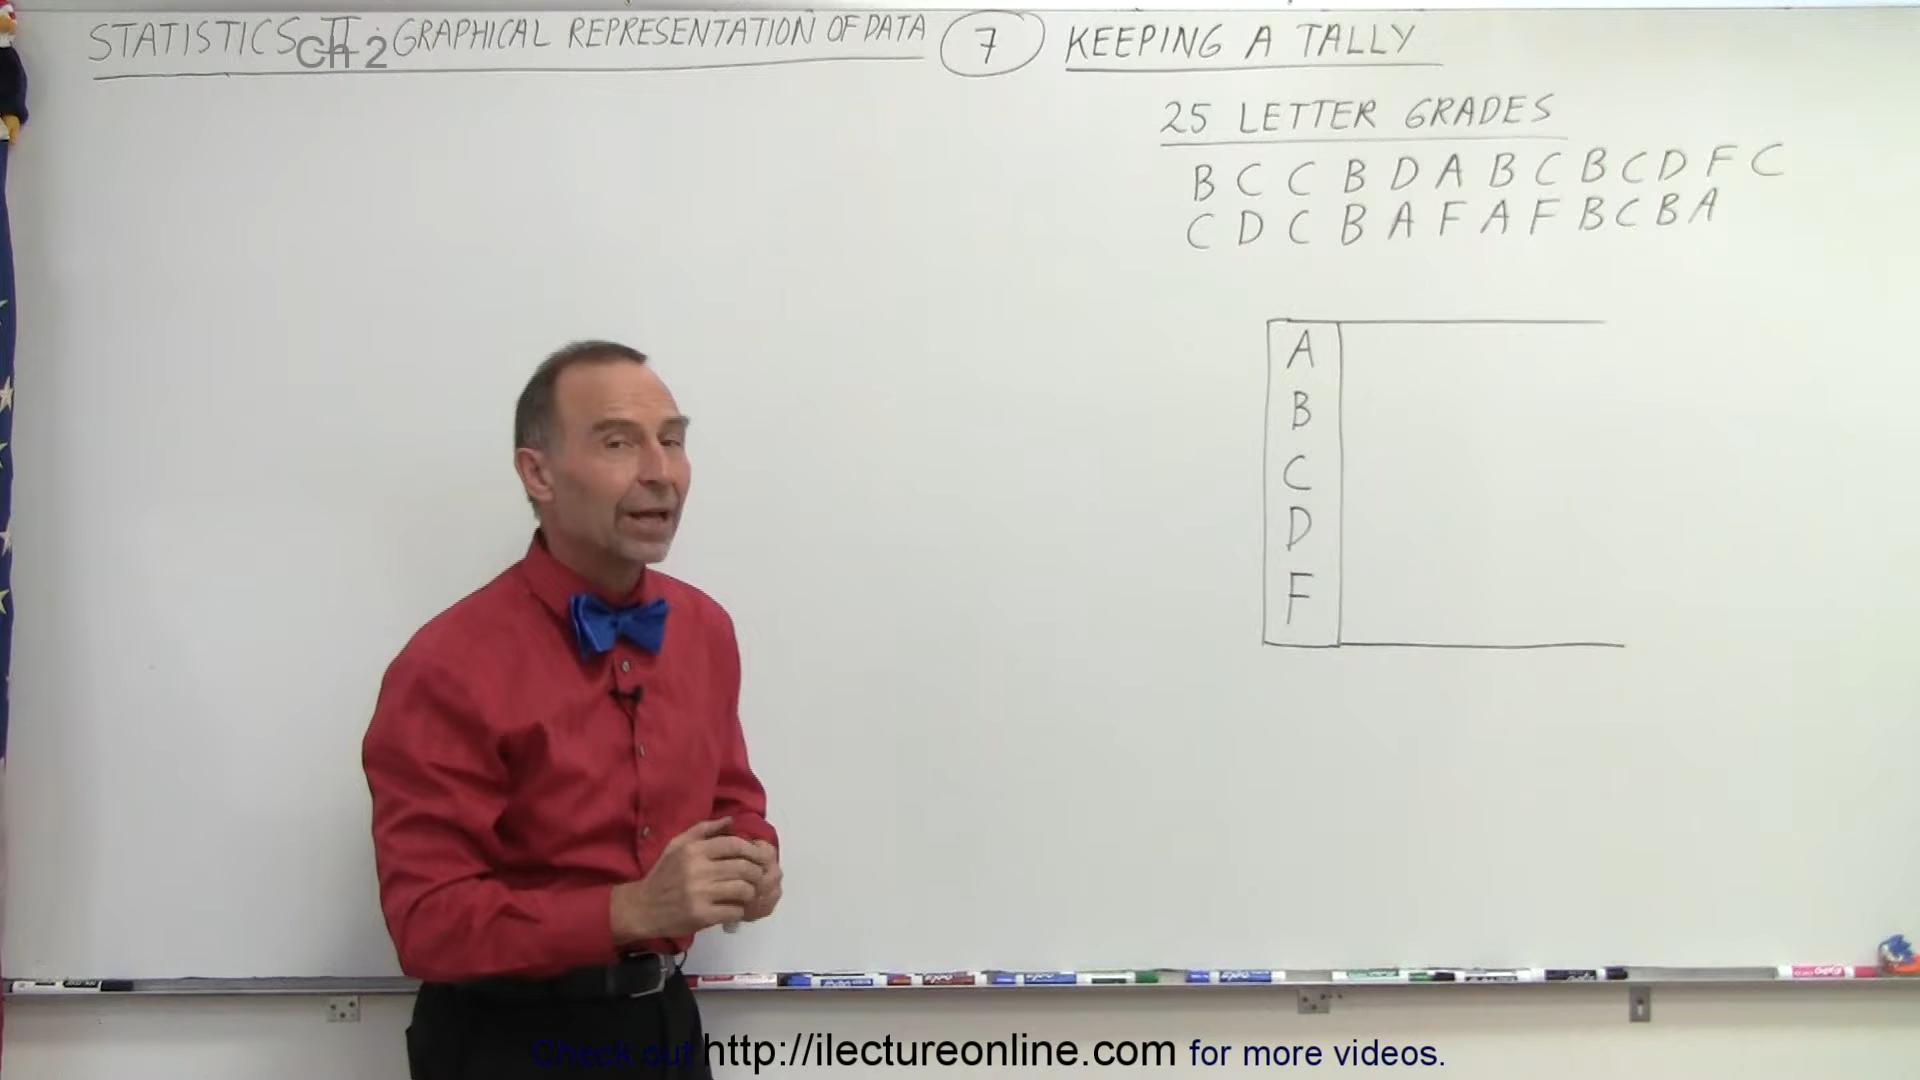 STATISTICS II: GRAPHICAL REPRESENTATION OF DATA 7 KEEPING A TALLY
Ch 2
25 LETTER GRADES
B C C B D A B C B C D F C
C D C B A F A F B C B A
A
B
C
D
F
Check out http://ilectureonline.com for more videos.